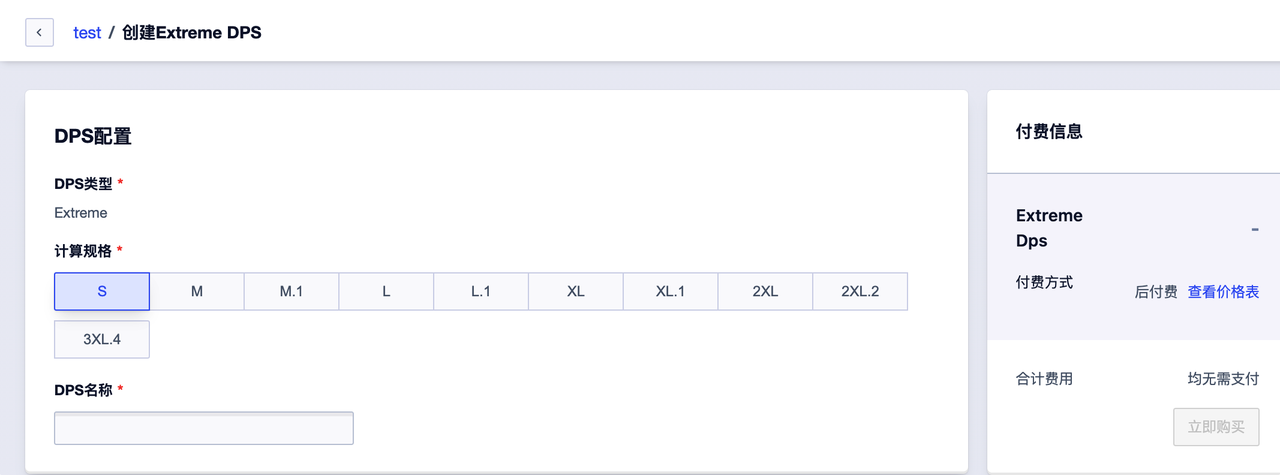 test / 创建Extreme DPS
DPS配置
DPS类型 *
Extreme
计算规格 *
S M M.1 L L.1 XL XL.1 2XL 2XL.2
3XL.4
DPS名称 *
付费信息
Extreme
Dps
-
付费方式
后付费 查看价格表
合计费用 均无需支付
立即购买